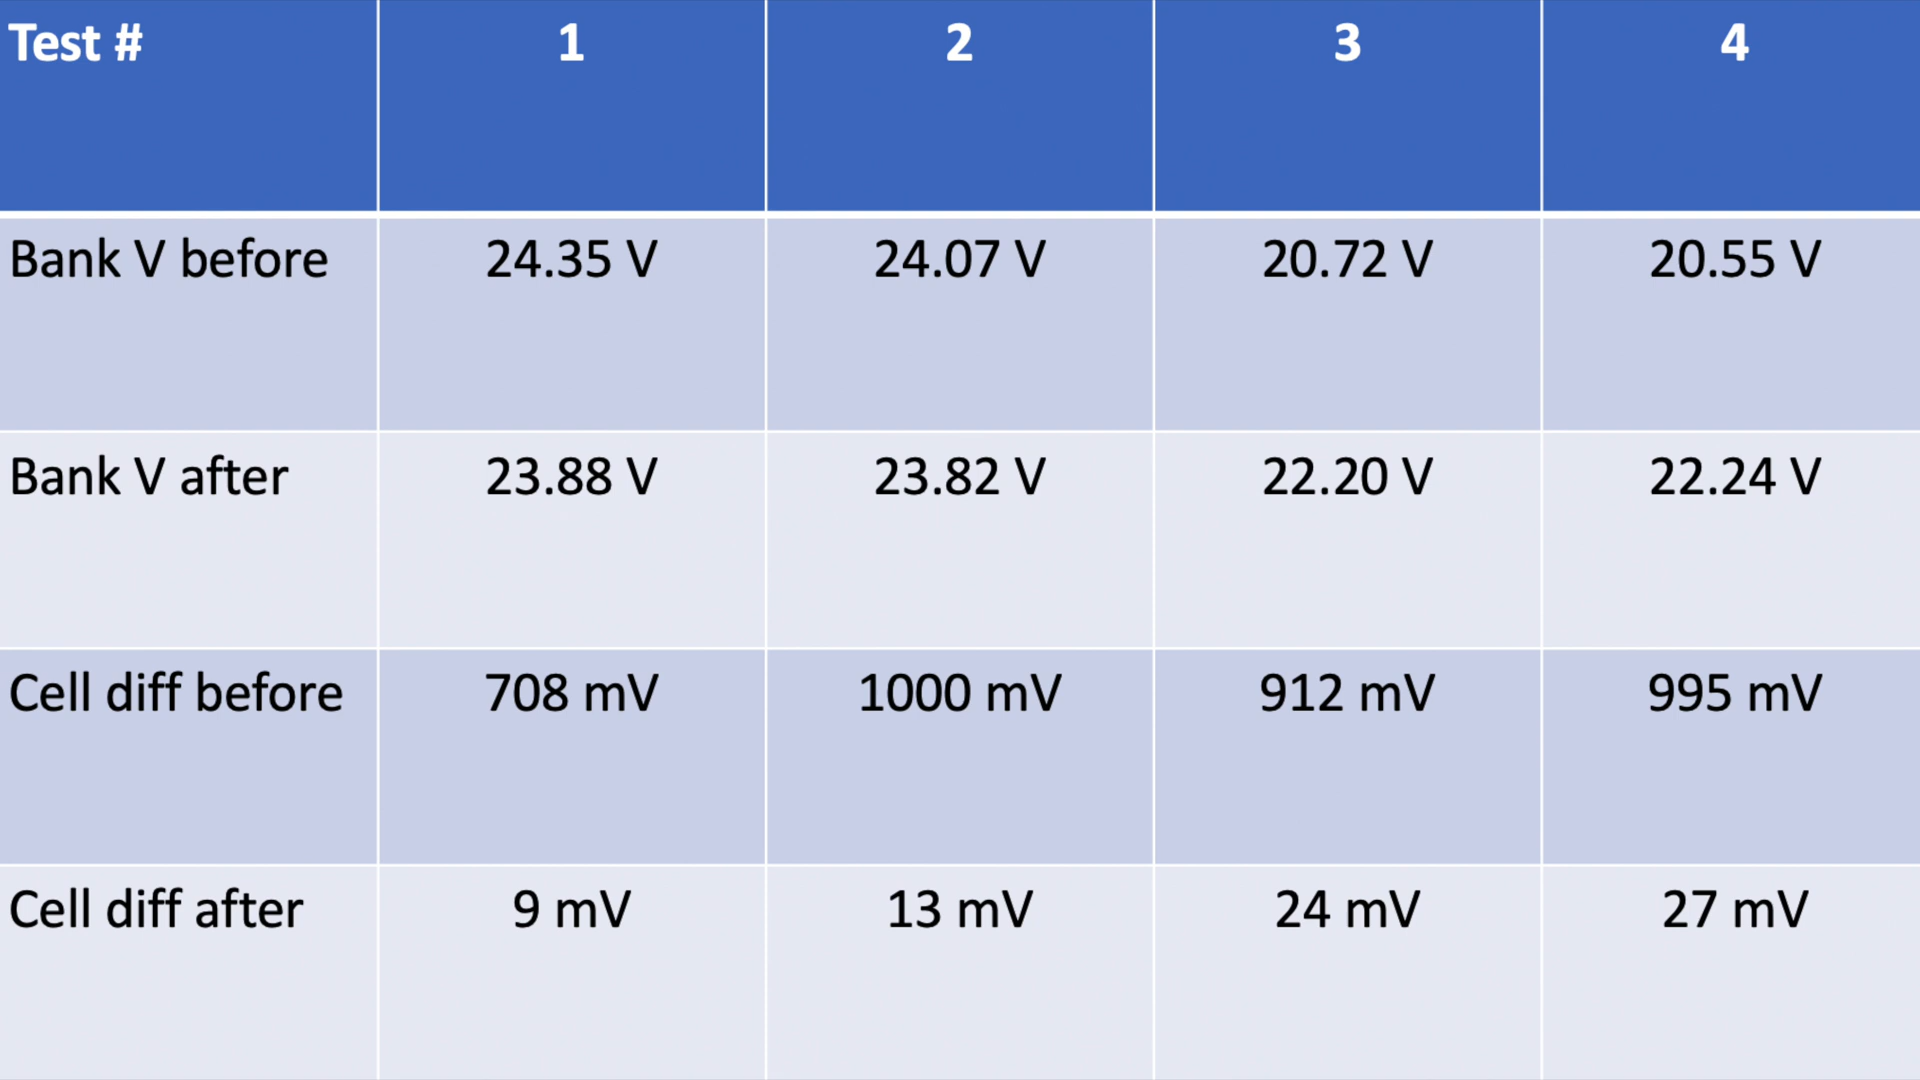 Test # 1 2 3 4
Bank V before 24.35 V 24.07 V 20.72 V 20.55 V
Bank V after 23.88 V 23.82 V 22.20 V 22.24 V
Cell diff before 708 mV 1000 mV 912 mV 995 mV
Cell diff after 9 mV 13 mV 24 mV 27 mV